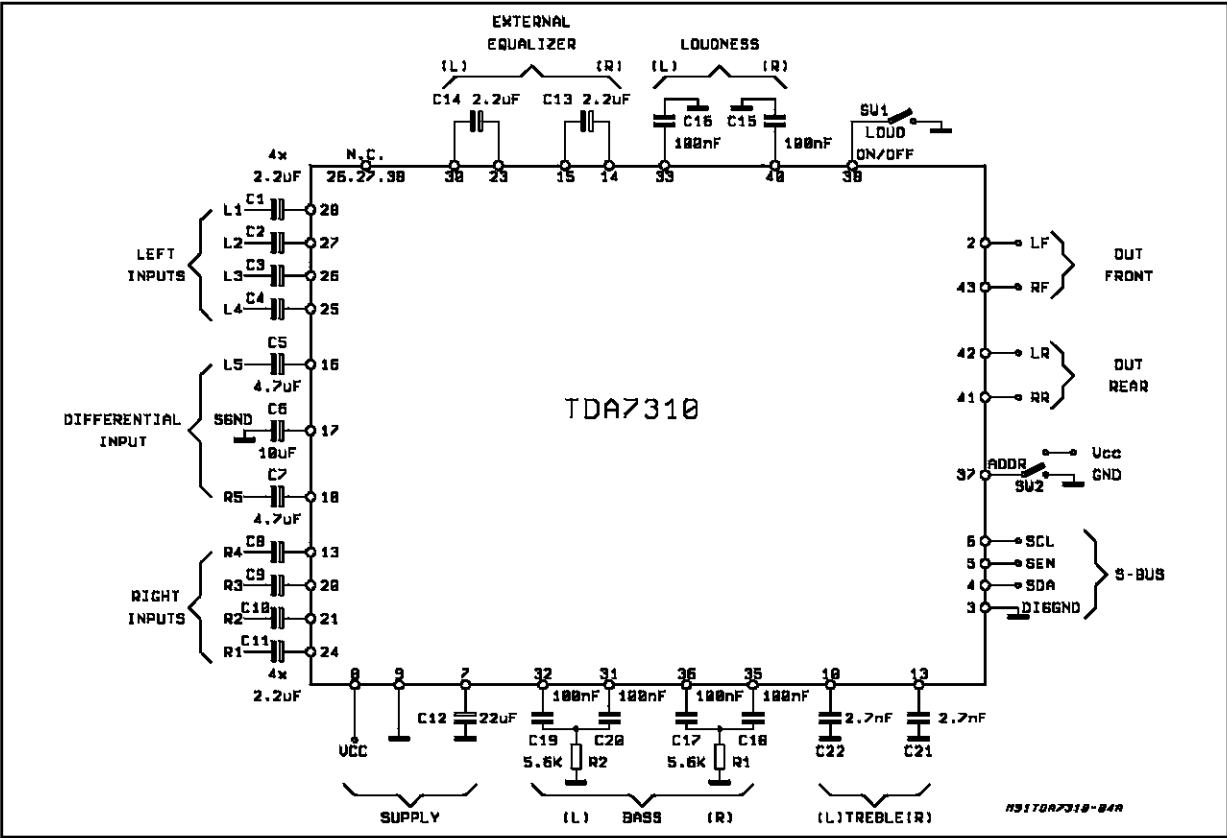 EXTERNAL
EQUALIZER
LOUDNESS
(L) (R) (L) (R)
C14 2.2uF C13 2.2uF
C16 C15
100nF 100nF
SW1
LOUD
ON/OFF
4x
2.2uF
N.C.
26.27.38
30 23 15 14 33 40 38
L1 C1 28
L2 C2 27
L3 C3 26
L4 C4 25
LEFT
INPUTS
L5 C5 16
4.7uF
DIFFERENTIAL
INPUT
SGND C6 17
10uF
R5 C7 18
4.7uF
R4 C8 13
R3 C9 20
R2 C10 21
R1 C11 24
RIGHT
INPUTS
4x
2.2uF
TDA7310
2 LF
43 RF
OUT
FRONT
42 LR
41 RR
OUT
REAR
37 ADDR
SW2
Vcc
GND
6 SCL
5 SEN
4 SDA
3 DIGGND
S-BUS
8 9 7 32 31 36 35 10 13
100nF 100nF 100nF 100nF
C12 22uF
2.7nF 2.7nF
VCC
C19 C20 C17 C18 C22 C21
5.6K R2 5.6K R1
SUPPLY
(L) BASS (R)
(L)TREBLE(R)
M91TDA7310-04A